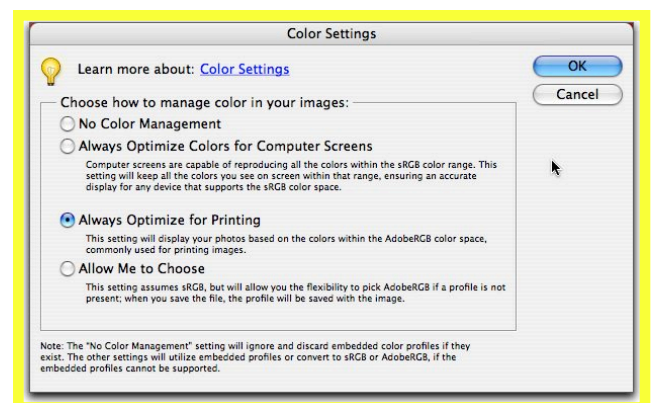 Color Settings
Learn more about: Color Settings
OK
Cancel
Choose how to manage color in your images:
No Color Management
Always Optimize Colors for Computer Screens
Computer screens are capable of reproducing all the colors within the sRGB color range. This
setting will keep all the colors you see on screen within that range, ensuring an accurate
display for any device that supports the sRGB color space.
Always Optimize for Printing
This setting will display your photos based on the colors within the AdobeRGB color space,
commonly used for printing images.
Allow Me to Choose
This setting assumes sRGB, but will allow you the flexibility to pick AdobeRGB if a profile is not
present; when you save the file, the profile will be saved with the image.
Note: The "No Color Management" setting will ignore and discard embedded color profiles if they
exist. The other settings will utilize embedded profiles or convert to sRGB or AdobeRGB, if the
embedded profiles cannot be supported.